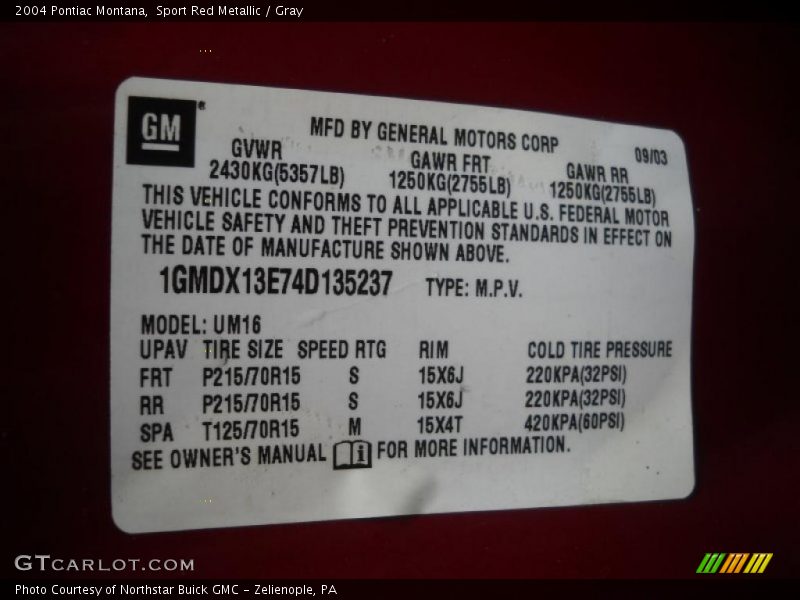 2004 Pontiac Montana,  Sport Red Metallic / Gray
GM®
MFD BY GENERAL MOTORS CORP 09/03
GVWR GAWR FRT GAWR RR
2430KG(5357LB) 1250KG(2755LB) 1250KG(2755LB)
THIS VEHICLE CONFORMS TO ALL APPLICABLE U.S. FEDERAL MOTOR
VEHICLE SAFETY AND THEFT PREVENTION STANDARDS IN EFFECT ON
THE DATE OF MANUFACTURE SHOWN ABOVE.
1GMDX13E74D135237 TYPE: M.P.V.
MODEL: UM16
UPAV TIRE SIZE SPEED RTG RIM COLD TIRE PRESSURE
FRT P215/70R15 S 15X6J 220KPA(32PSI)
RR P215/70R15 S 15X6J 220KPA(32PSI)
SPA T125/70R15 M 15X4T 420KPA(60PSI)
SEE OWNER'S MANUAL i FOR MORE INFORMATION.
GTCARLOT.COM
Photo Courtesy of Northstar Buick GMC - Zelienople, PA